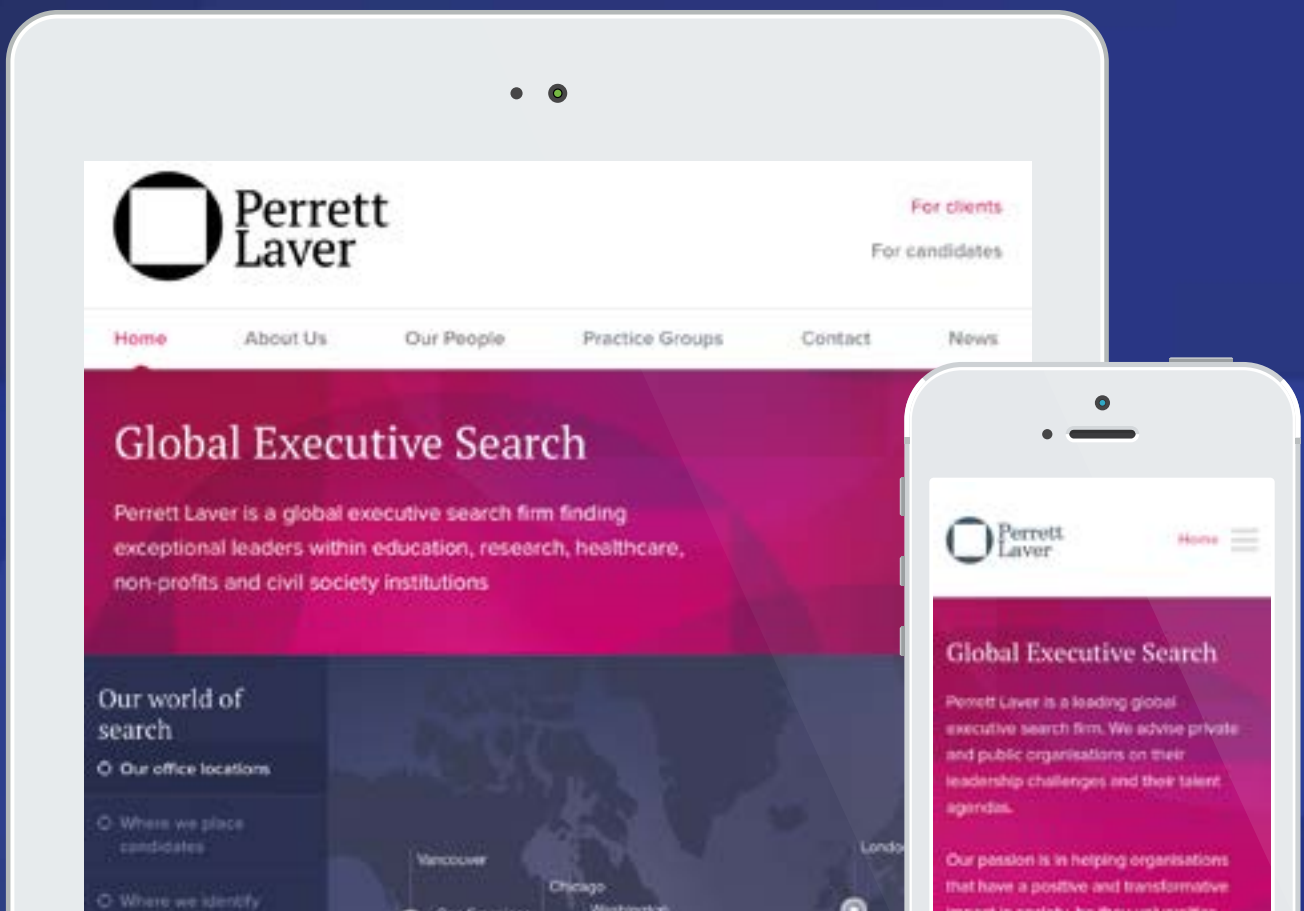 Perrett
Laver
For clients
For candidates
Home About Us Our People Practice Groups Contact News
Global Executive Search
Perrett Laver is a global executive search firm finding
exceptional leaders within education, research, healthcare,
non-profits and civil society institutions
Our world of
search
Our office locations
Where we place
candidates
Where we identify
Vancouver
Chicago
Washington
Perrett
Laver
Home
Global Executive Search
Perrett Laver is a leading global
executive search firm. We advise private
and public organisations on their
leadership challenges and their talent
agendas.
Our passion is in helping organisations
that have a positive and transformative